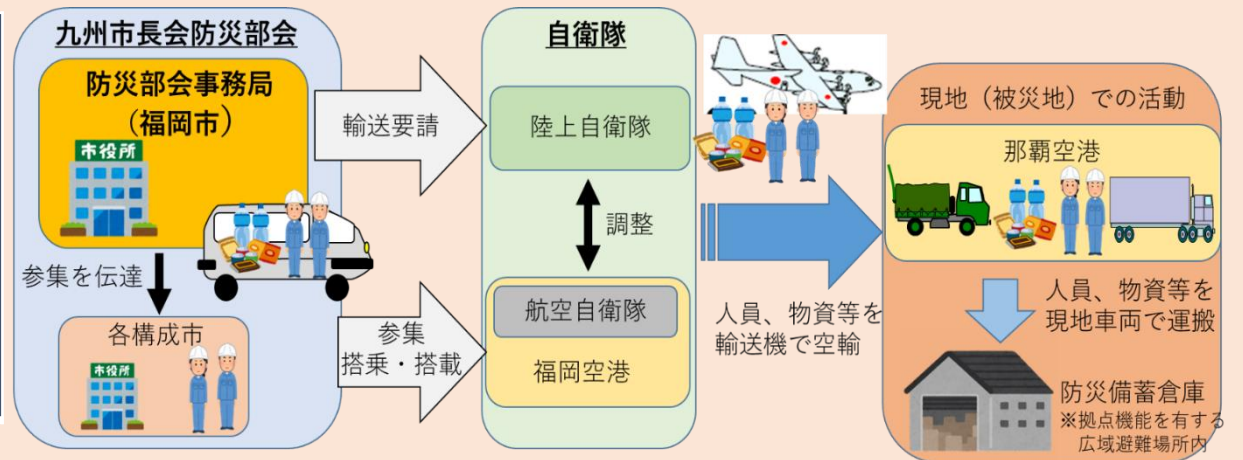 九州市長会防災部会
防災部会事務局
（福岡市）
市役所
参集を伝達
各構成市
市役所
輸送要請
参集
搭乗・搭載
自衛隊
陸上自衛隊
調整
航空自衛隊
福岡空港
人員、物資等を
輸送機で空輸
現地（被災地）での活動
那覇空港
人員、物資等を
現地車両で運搬
防災備蓄倉庫
※拠点機能を有する
広域避難場所内